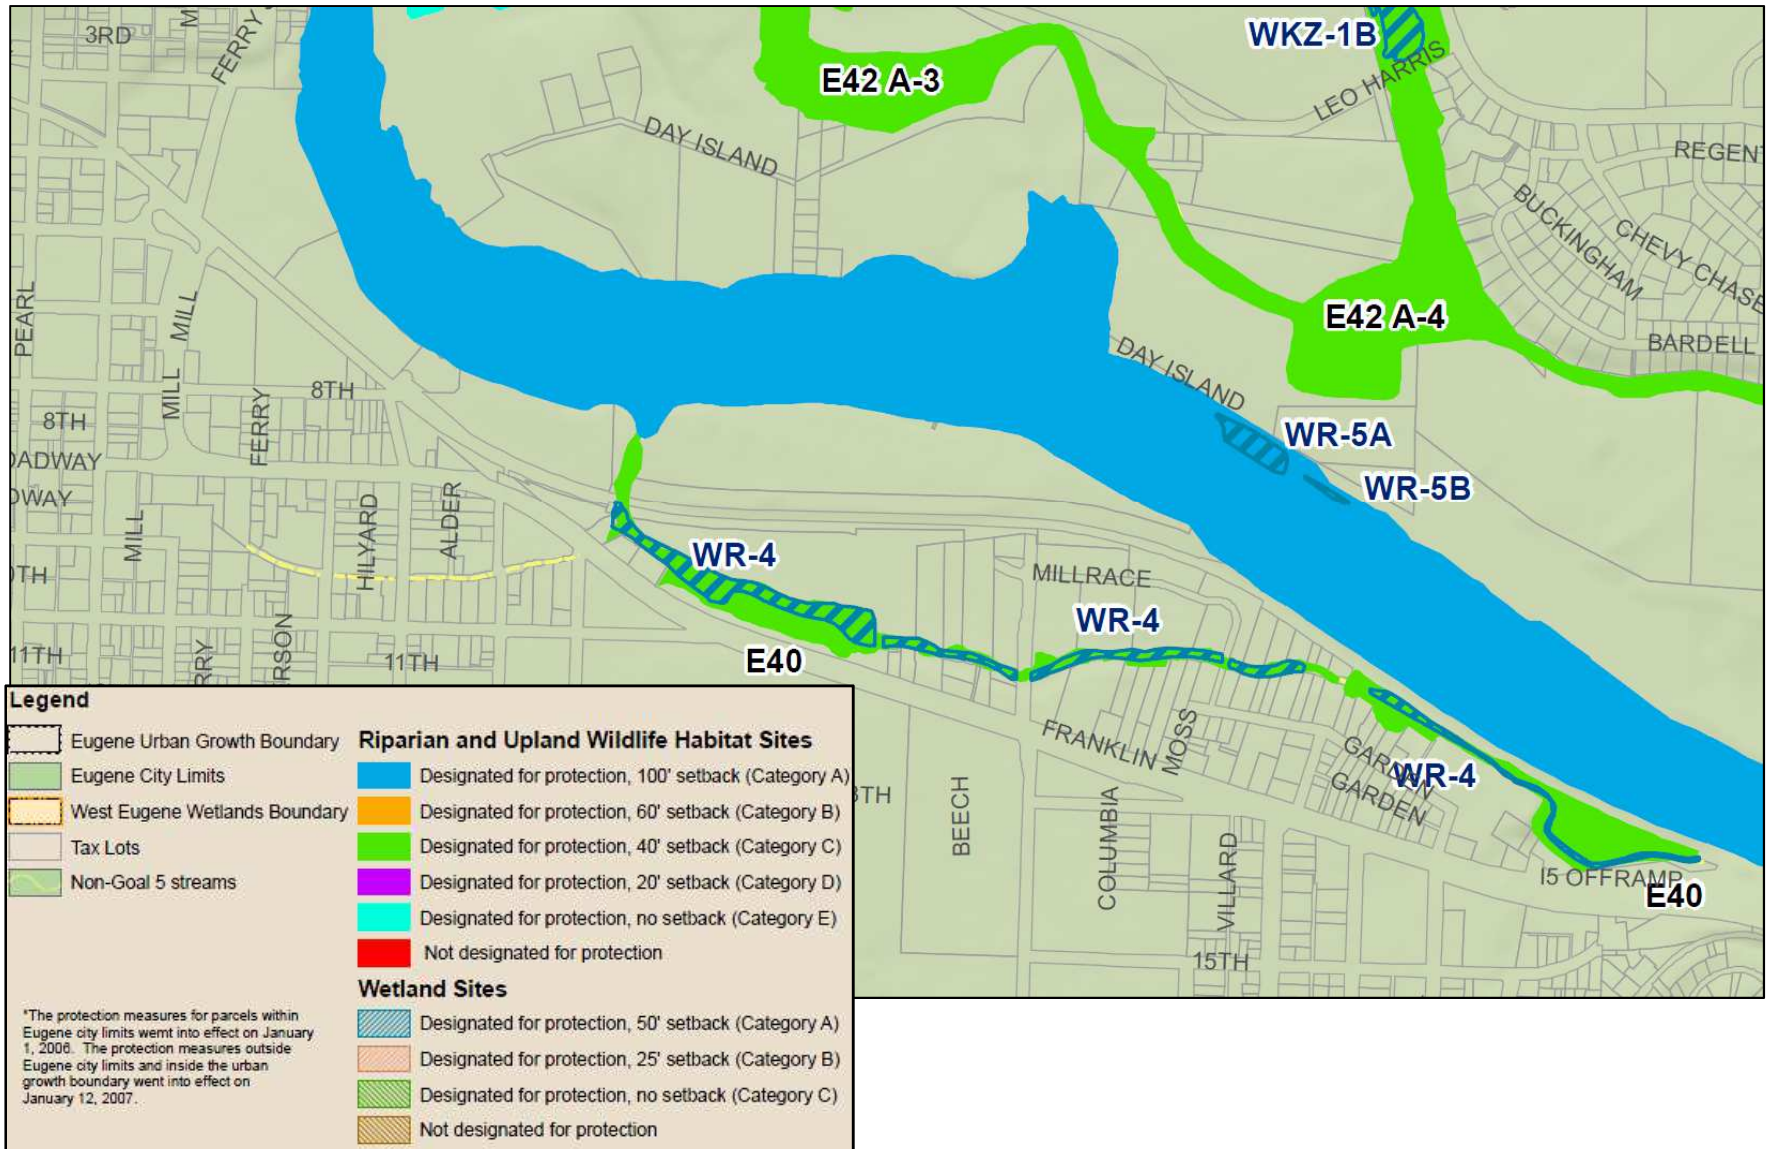 3RD
FERRY
E42 A-3
WKZ-1B
LEO HARRIS
DAY ISLAND
REGENT
BUCKINGHAM
CHEVY CHASE
PEARL
MILL
E42 A-4
BARDELL
DAY ISLAND
MILL
8TH
8TH
FERRY
WR-5A
WR-5B
OADWAY
DWAY
MILL
HILYARD
ALDER
WR-4
MILLRACE
0TH
WR-4
11TH
RRY
RSON
11TH
E40
FRANKLIN
MOSS
GARDEN
WR-4
GARDEN
BEECH
COLUMBIA
VILLARD
I5 OFFRAMP
E40
15TH
Legend
Eugene Urban Growth Boundary
Eugene City Limits
West Eugene Wetlands Boundary
Tax Lots
Non-Goal 5 streams
*The protection measures for parcels within
Eugene city limits wemt into effect on January
1, 2006. The protection measures outside
Eugene city limits and inside the urban
growth boundary went into effect on
January 12, 2007.
Riparian and Upland Wildlife Habitat Sites
Designated for protection, 100' setback (Category A)
Designated for protection, 60' setback (Category B)
Designated for protection, 40' setback (Category C)
Designated for protection, 20' setback (Category D)
Designated for protection, no setback (Category E)
Not designated for protection
Wetland Sites
Designated for protection, 50' setback (Category A)
Designated for protection, 25' setback (Category B)
Designated for protection, no setback (Category C)
Not designated for protection